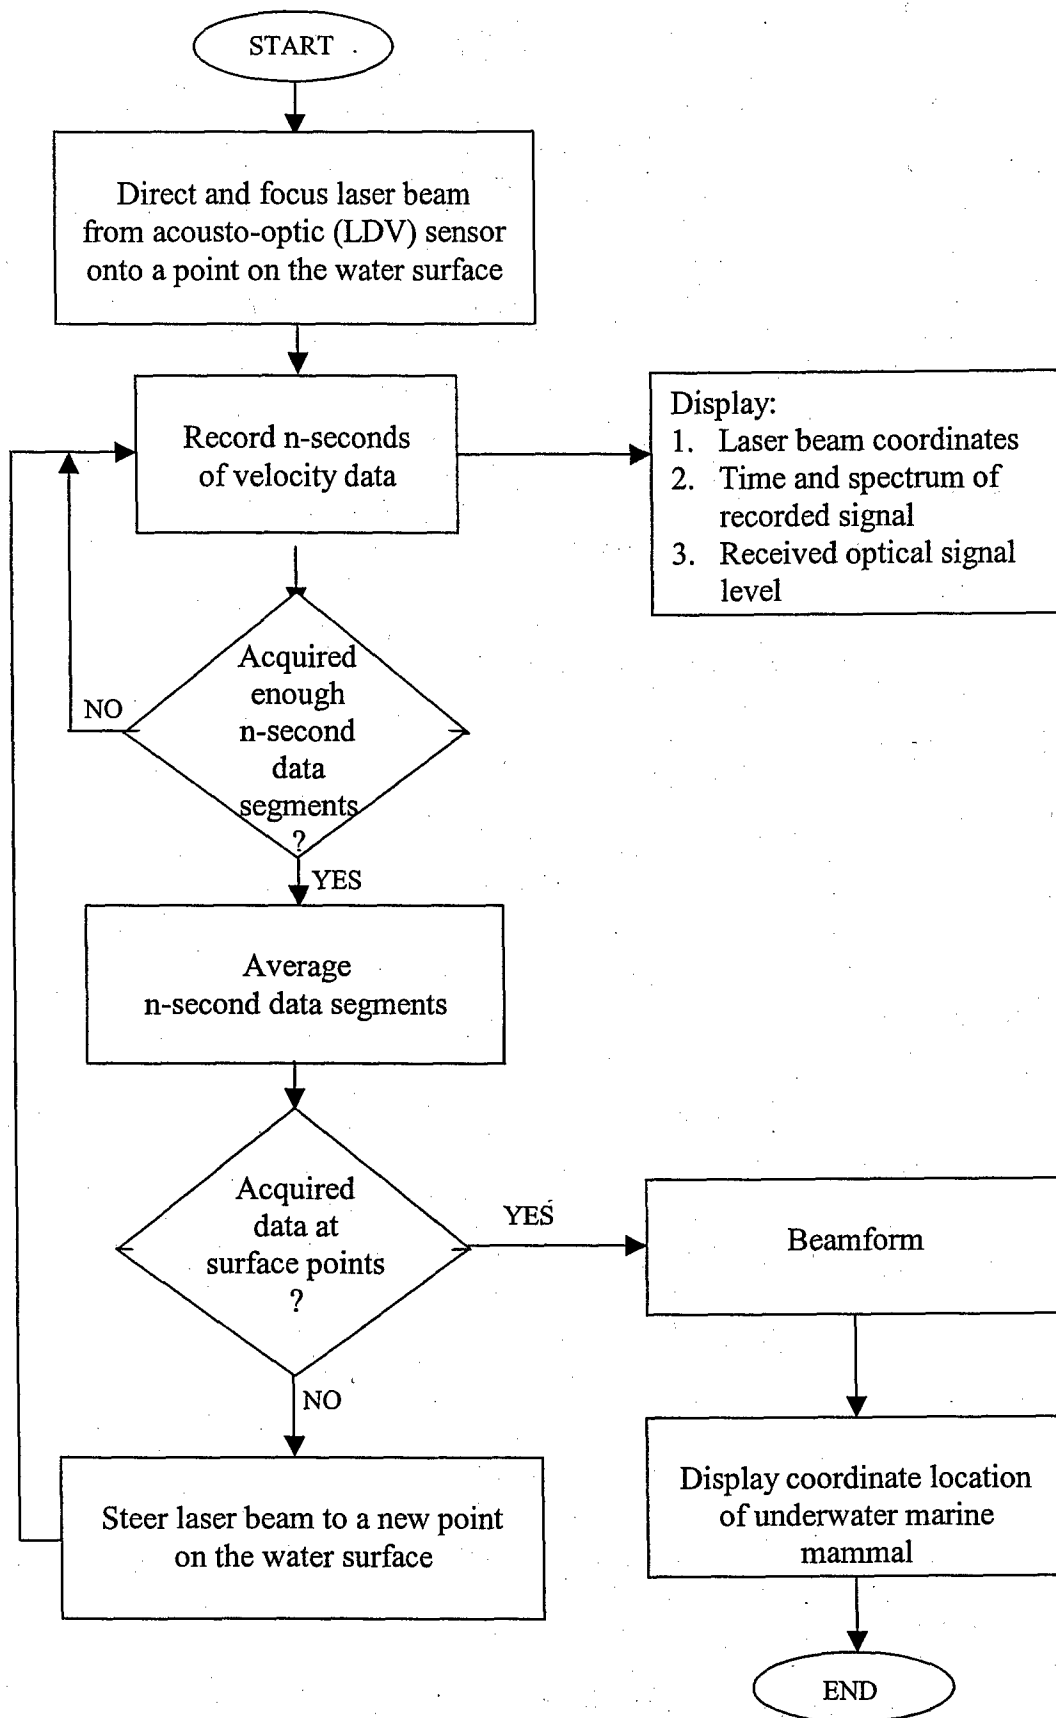 START
Direct and focus laser beam
from acousto-optic (LDV) sensor
onto a point on the water surface
Record n-seconds
of velocity data
Display:
1. Laser beam coordinates
2. Time and spectrum of
recorded signal
3. Received optical signal
level
Acquired
enough
n-second
data
segments
?
NO
YES
Average
n-second data segments
Acquired
data at
surface points
?
YES
Beamform
NO
Steer laser beam to a new point
on the water surface
Display coordinate location
of underwater marine
mammal
END